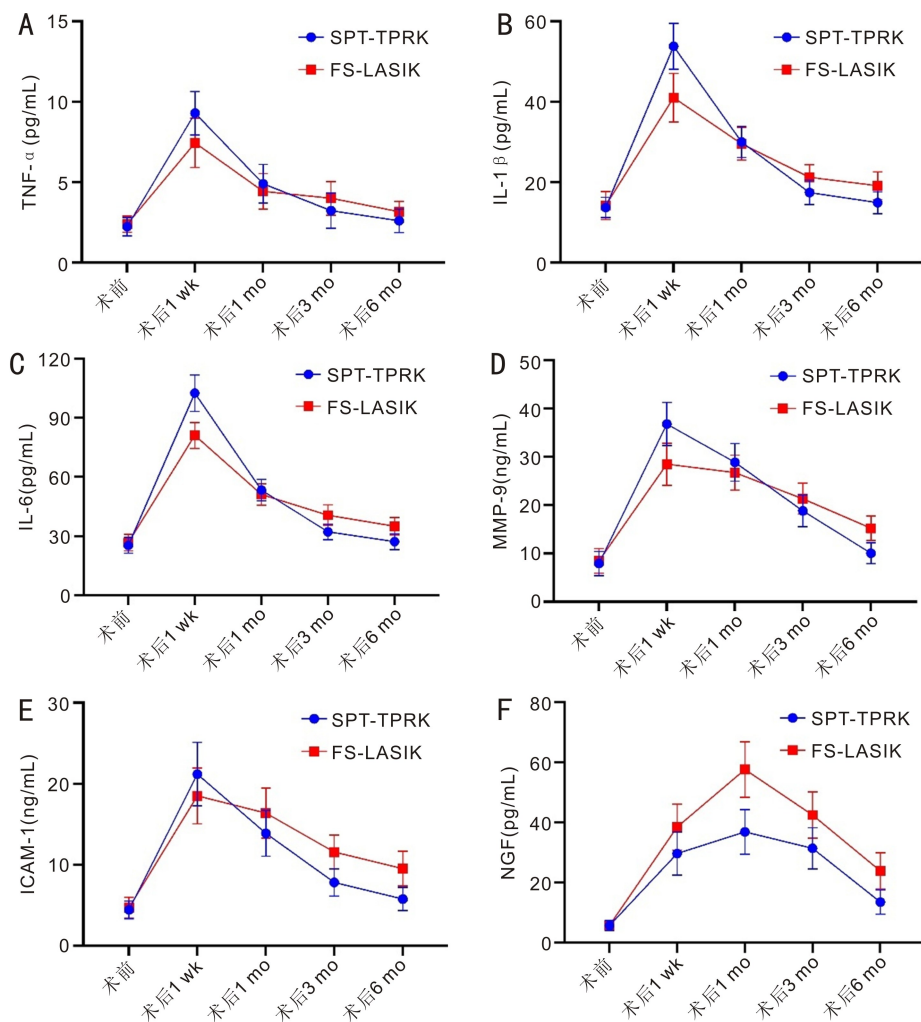 A
TNF-α(pg/mL)
15
10
5
0
SPT-TPRK
FS-LASIK
术前
术后1 wk
术后1 mo
术后3 mo
术后6 mo
B
IL-1β(pg/mL)
60
40
20
0
SPT-TPRK
FS-LASIK
术前
术后1 wk
术后1 mo
术后3 mo
术后6 mo
C
IL-6(pg/mL)
120
90
60
30
0
SPT-TPRK
FS-LASIK
术前
术后1 wk
术后1 mo
术后3 mo
术后6 mo
D
MMP-9(ng/mL)
50
40
30
20
10
0
SPT-TPRK
FS-LASIK
术前
术后1 wk
术后1 mo
术后3 mo
术后6 mo
E
ICAM-1(ng/mL)
30
20
10
0
SPT-TPRK
FS-LASIK
术前
术后1 wk
术后1 mo
术后3 mo
术后6 mo
F
NGF(pg/mL)
80
60
40
20
0
SPT-TPRK
FS-LASIK
术前
术后1 wk
术后1 mo
术后3 mo
术后6 mo